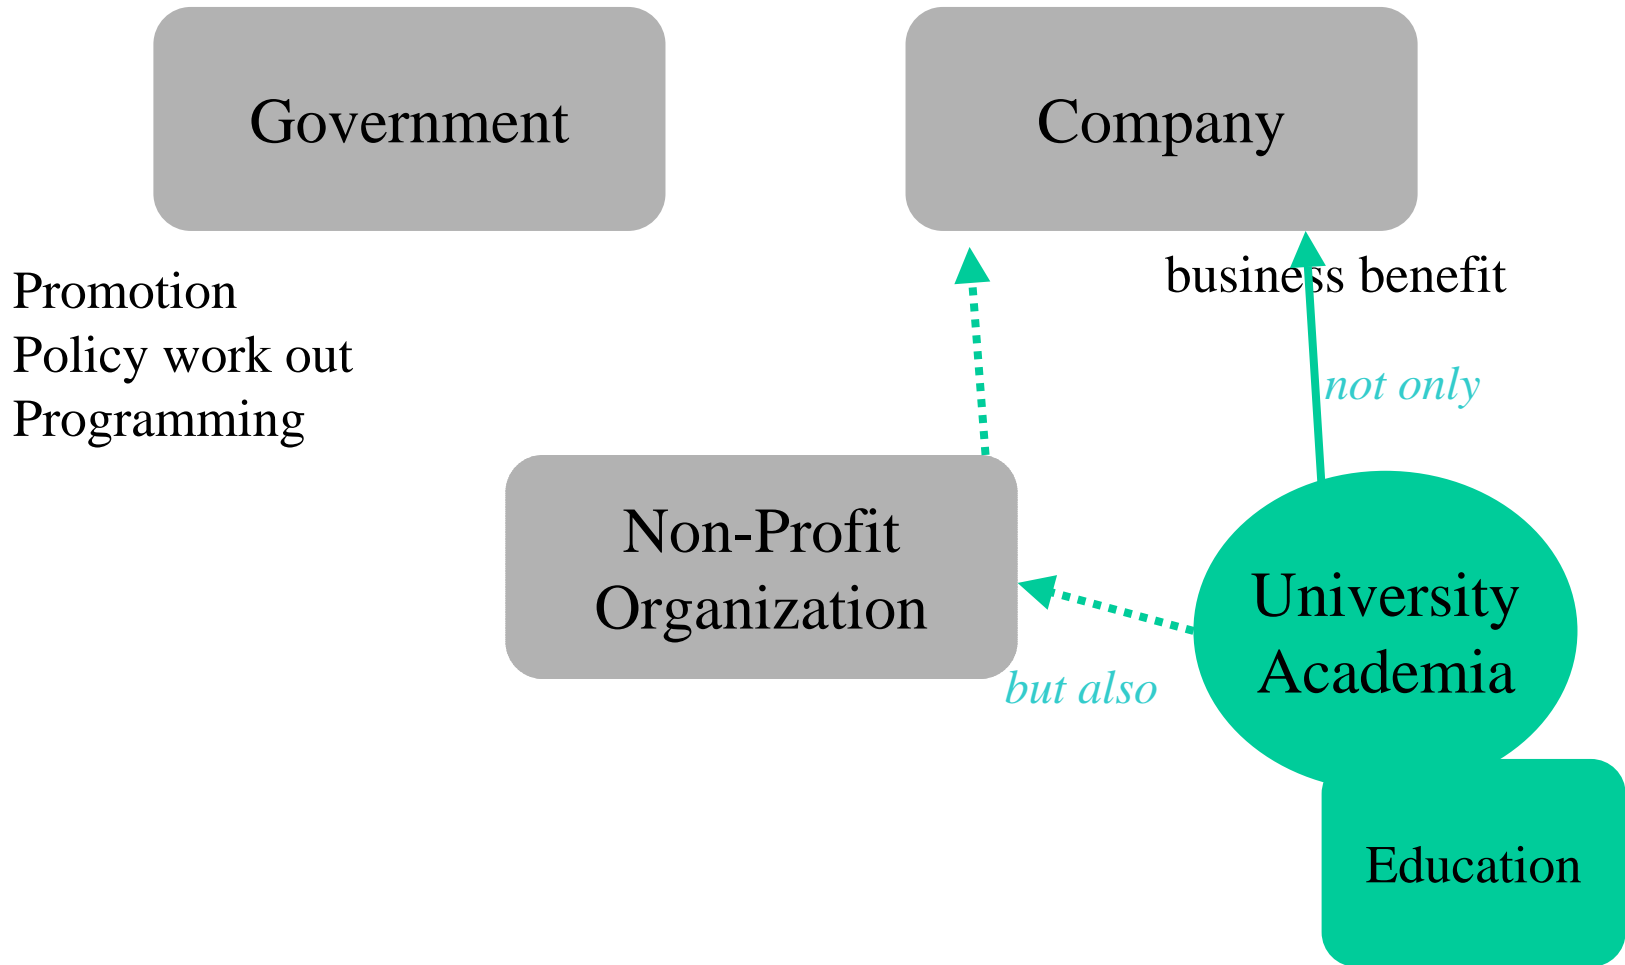 Government
Company
business benefit
Promotion
Policy work out
Programming
not only
Non-Profit
Organization
University
Academia
but also
Education